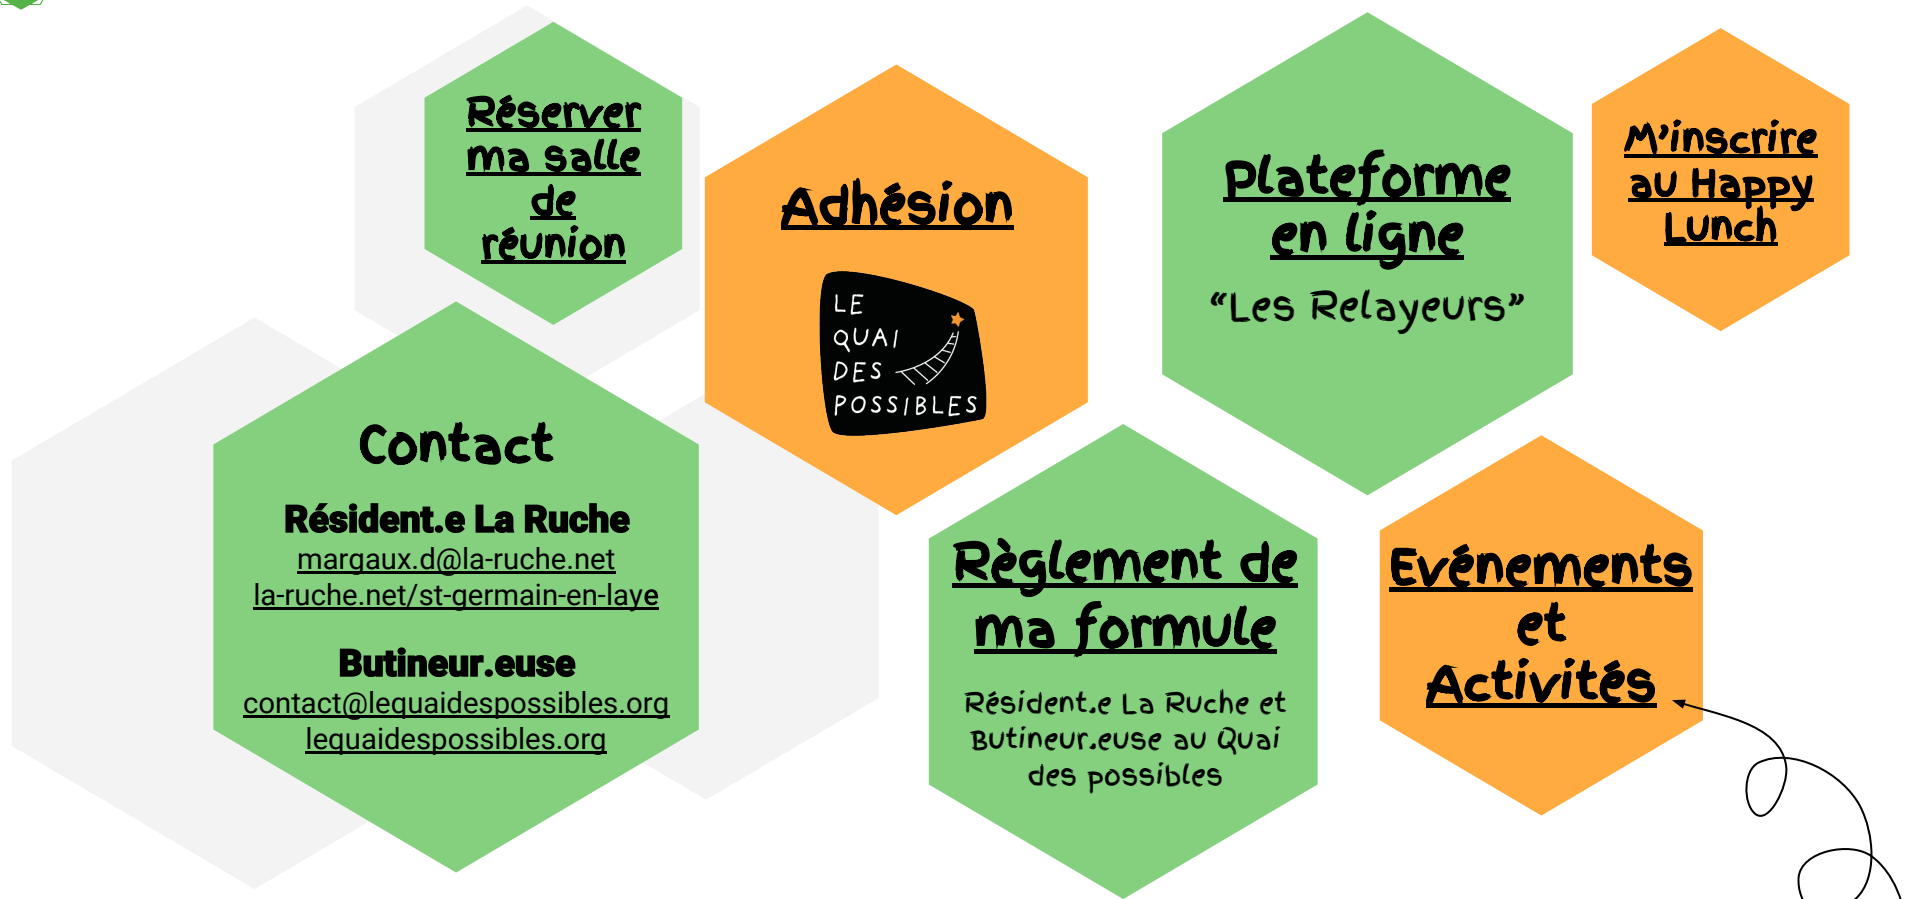 Réserver
ma salle
de
réunion
Adhésion
LE
QUAI
DES
POSSIBLES
Plateforme
en ligne
“Les Relayeurs”
M’inscrire
au Happy
Lunch
Contact
Résident.e La Ruche
margaux.d@la-ruche.net
la-ruche.net/st-germain-en-laye
Butineur.euse
contact@lequaidespossibles.org
lequaidespossibles.org
Règlement de
ma formule
Résident.e La Ruche et
Butineur.euse au Quai
des possibles
Evénements
et
Activités